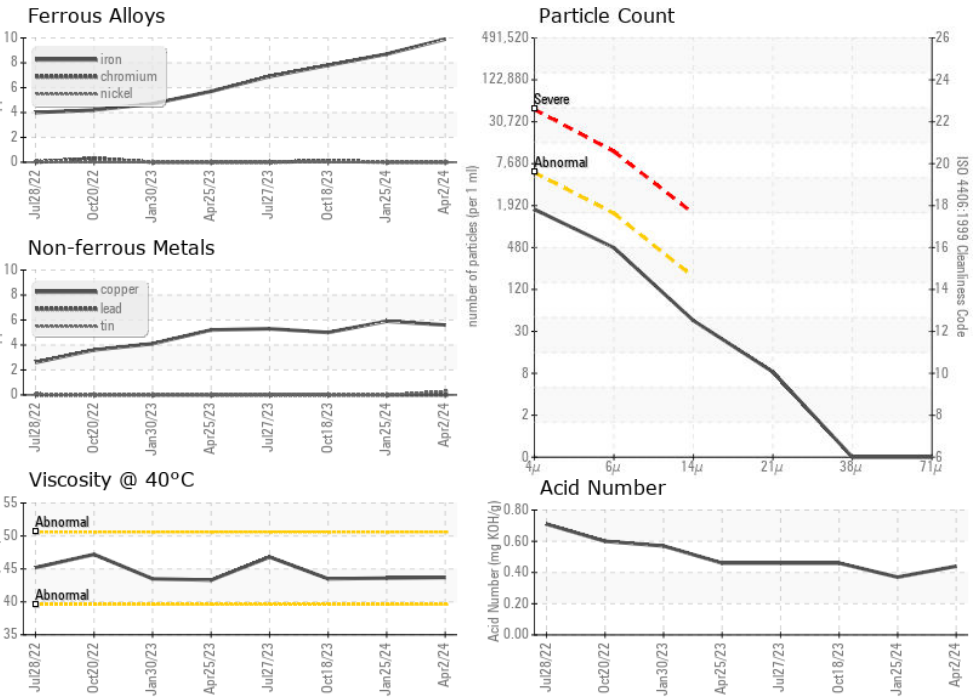 Ferrous Alloys
10
8
6
4
2
0
iron
chromium
nickel
Jul28/22
Oct20/22
Jan30/23
Apr25/23
Jul27/23
Oct18/23
Jan25/24
Apr2/24
Non-ferrous Metals
10
8
6
4
2
0
copper
lead
tin
Jul28/22
Oct20/22
Jan30/23
Apr25/23
Jul27/23
Oct18/23
Jan25/24
Apr2/24
Viscosity @ 40°C
55
50
45
40
35
Abnormal
Abnormal
Jul28/22
Oct20/22
Jan30/23
Apr25/23
Jul27/23
Oct18/23
Jan25/24
Apr2/24
Particle Count
number of particles (per 1 ml)
491,520
122,880
30,720
7,680
1,920
480
120
30
8
2
0
Severe
Abnormal
4µ
6µ
14µ
21µ
38µ
71µ
26
24
22
20
18
16
14
12
10
8
6
ISO 4406:1999 Cleanliness Code
Acid Number
Acid Number (mg KOH/g)
0.80
0.60
0.40
0.20
0.00
Jul28/22
Oct20/22
Jan30/23
Apr25/23
Jul27/23
Oct18/23
Jan25/24
Apr2/24